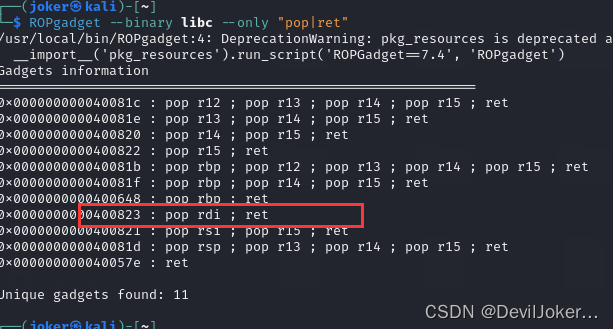 ┌──(joker㉿kali)-[~]
└─$ ROPgadget --binary libc --only "pop|ret"
/usr/local/bin/ROPgadget:4: DeprecationWarning: pkg_resources is deprecated a
  __import__('pkg_resources').run_script('ROPGadget==7.4', 'ROPgadget')
Gadgets information
============================================================
0×000000000040081c : pop r12 ; pop r13 ; pop r14 ; pop r15 ; ret
0×000000000040081e : pop r13 ; pop r14 ; pop r15 ; ret
0×0000000000400820 : pop r14 ; pop r15 ; ret
0×0000000000400822 : pop r15 ; ret
0×000000000040081b : pop rbp ; pop r12 ; pop r13 ; pop r14 ; pop r15 ; ret
0×000000000040081f : pop rbp ; pop r14 ; pop r15 ; ret
0×0000000000400648 : pop rbp ; ret
0×0000000000400823 : pop rdi ; ret
0×0000000000400821 : pop rsi ; pop r15 ; ret
0×000000000040081d : pop rsp ; pop r13 ; pop r14 ; pop r15 ; ret
0×000000000040057e : ret
Unique gadgets found: 11
CSDN @DevilJoker...
┌──(joker㉿kali)-[~]